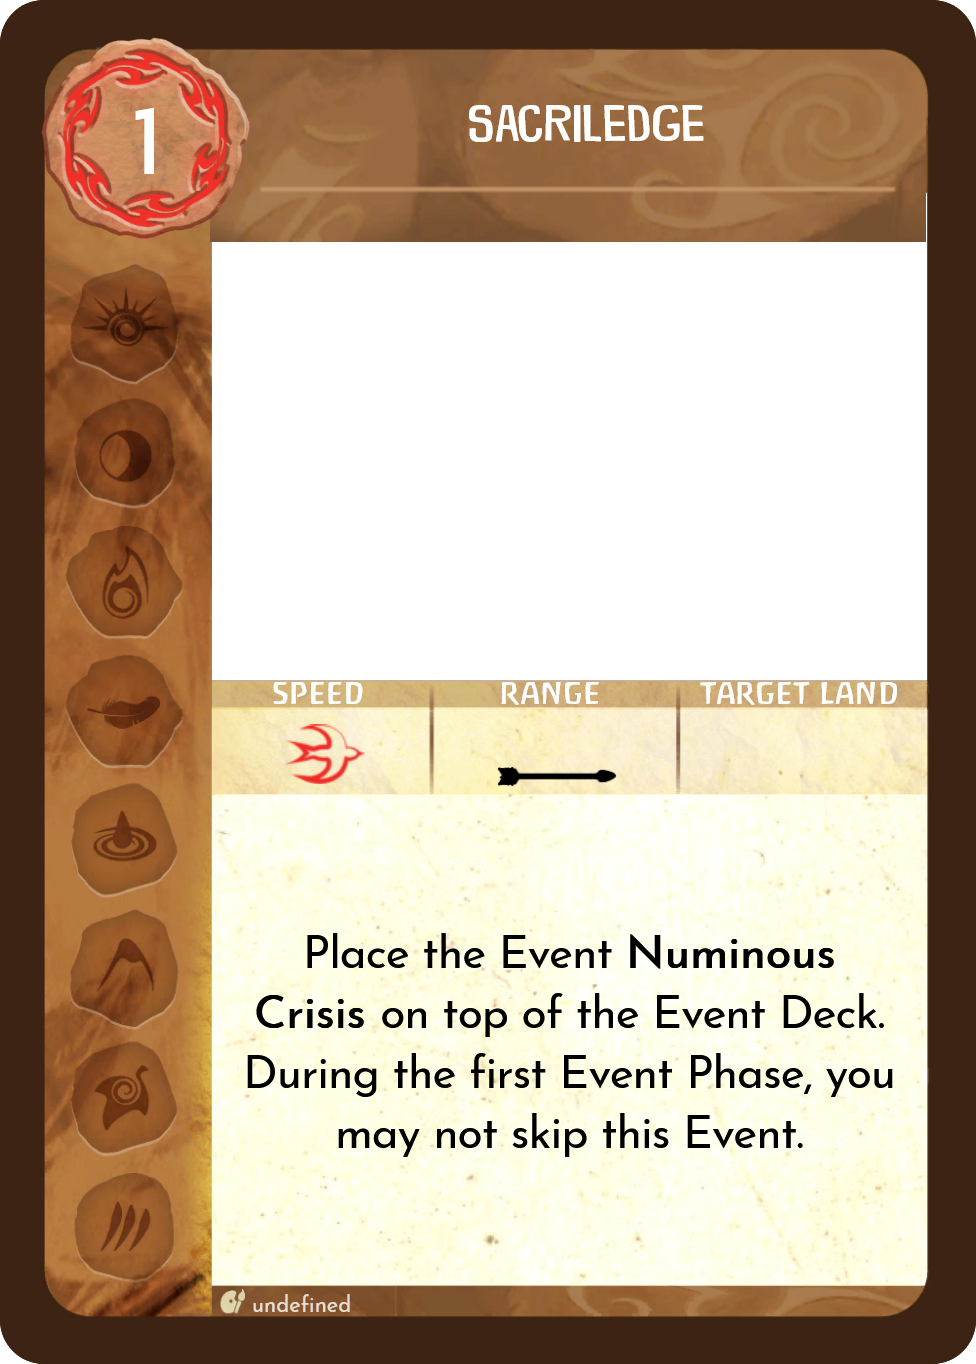 1
SACRILEDGE
SPEED RANGE TARGET LAND
Place the Event Numinous
Crisis on top of the Event Deck.
During the first Event Phase, you
may not skip this Event.
undefined